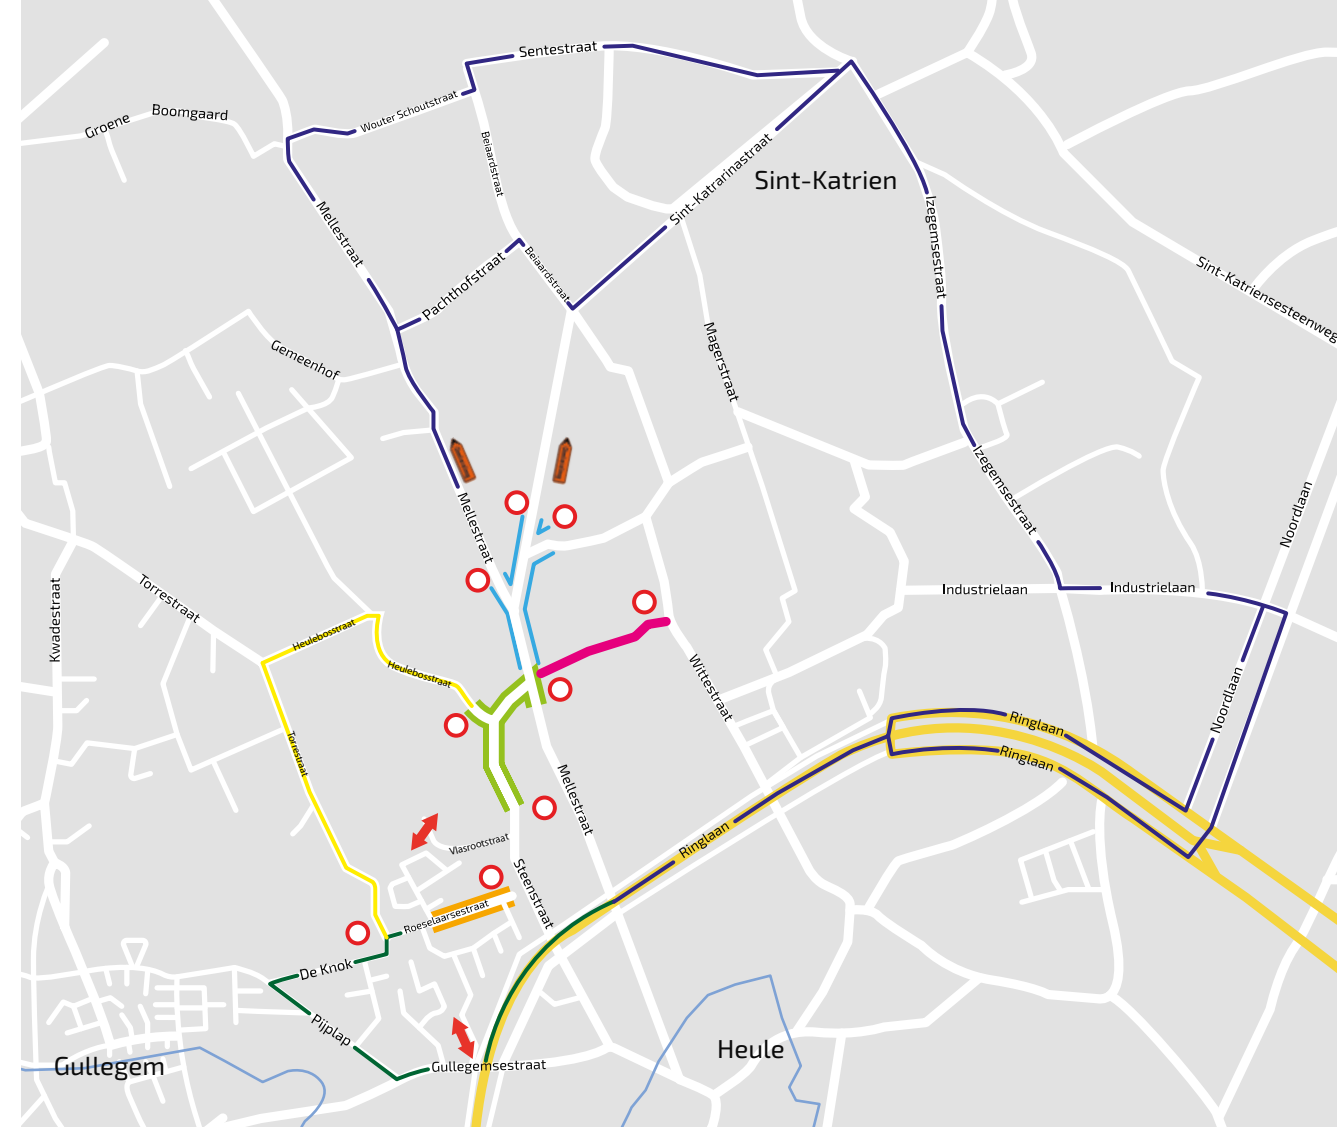 Sentestraat
Wouter Schoutstraat
Boomgaard
Groene
Beiaardstraat
Sint-Katrarinastraat
Sint-Katrien
Mellestraat
Izegemsestraat
Pachthofstraat
Beiaardstraat
Sint-Katriensesteenweg
Gemeenhof
Magerstraat
Izegemsestraat
Mellestraat
Noordlaan
Torrestraat
Kwadestraat
Industrielaan
Industrielaan
Heulebosstraat
Heulebosstraat
Wittestraat
Noordlaan
Ringlaan
Ringlaan
Torrestraat
Mellestraat
Ringlaan
Vlasrootstraat
Steenstraat
Roeselaarsestraat
De Knok
Pijplap
Gullegem
Gullegemsestraat
Heule